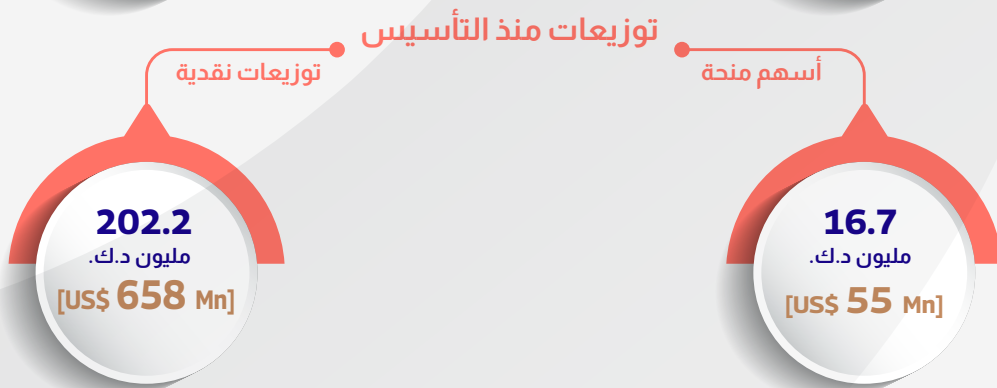 توزيعات منذ التأسيس
أسهم منحة
16.7
مليون د.ك.
[US$ 55 Mn]
توزيعات نقدية
202.2
مليون د.ك.
[US$ 658 Mn]